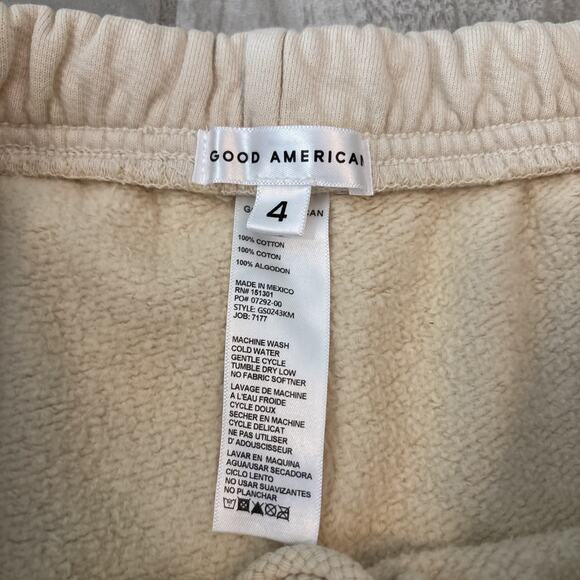 GOOD AMERICAN
4
100% COTTON
100% COTON
100% ALGODON
MADE IN MEXICO
RN# 151301
PO# 07292-00
STYLE: GS0243KM
JOB: 7177
MACHINE WASH
COLD WATER
GENTLE CYCLE
TUMBLE DRY LOW
NO FABRIC SOFTNER
LAVAGE DE MACHINE
A L'EAU FROIDE
CYCLE DOUX
SECHER EN MACHINE
CYCLE DELICAT
NE PAS UTILISER
D' ADOUSCISSEUR
LAVAR EN MAQUINA
AGUA/USAR SECADORA
CICLO LENTO
NO USAR SUAVIZANTES
NO PLANCHAR